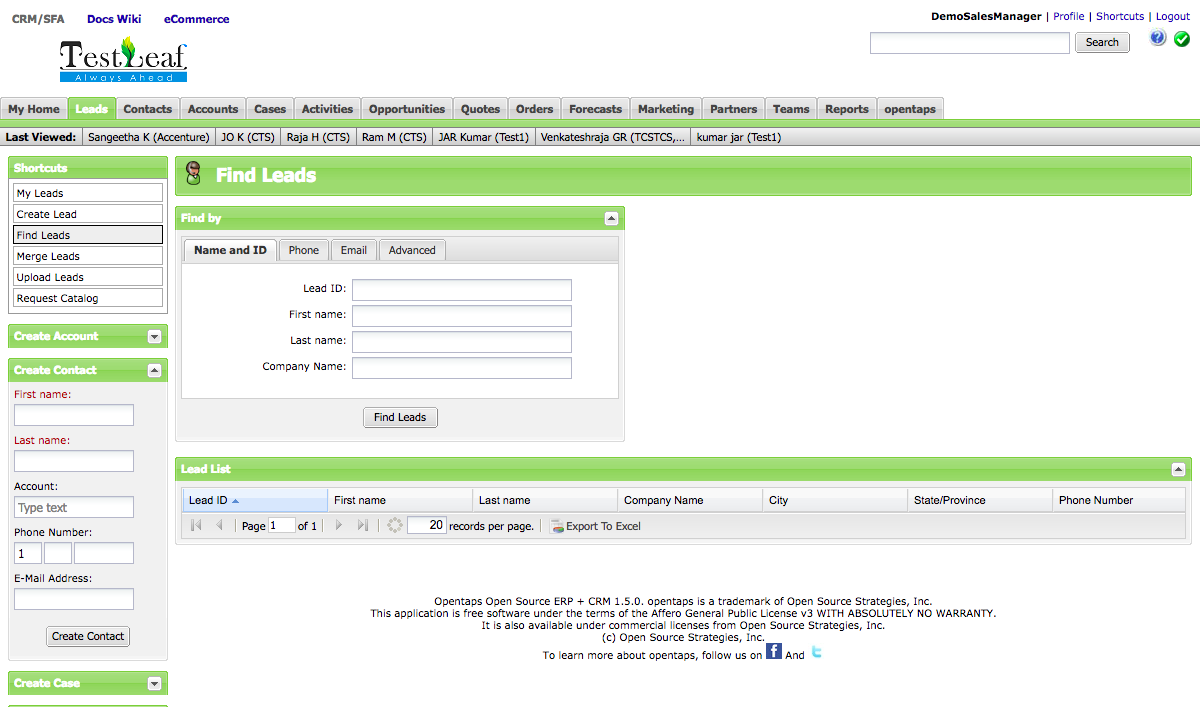 CRM/SFA Docs Wiki eCommerce
DemoSalesManager | Profile | Shortcuts | Logout
TestLeaf
Always Ahead
Search
My Home Leads Contacts Accounts Cases Activities Opportunities Quotes Orders Forecasts Marketing Partners Teams Reports opentaps
Last Viewed: Sangeetha K (Accenture) JO K (CTS) Raja H (CTS) Ram M (CTS) JAR Kumar (Test1) Venkateshraja GR (TCSTCS,... kumar jar (Test1)
Shortcuts
My Leads
Create Lead
Find Leads
Merge Leads
Upload Leads
Request Catalog
Create Account
Create Contact
First name:
Last name:
Account:
Type text
Phone Number:
1
E-Mail Address:
Create Contact
Create Case
Find Leads
Find by
Name and ID Phone Email Advanced
Lead ID:
First name:
Last name:
Company Name:
Find Leads
Lead List
Lead ID First name Last name Company Name City State/Province Phone Number
Page 1 of 1 20 records per page. Export To Excel
Opentaps Open Source ERP + CRM 1.5.0. opentaps is a trademark of Open Source Strategies, Inc.
This application is free software under the terms of the Affero General Public License v3 WITH ABSOLUTELY NO WARRANTY.
It is also available under commercial licenses from Open Source Strategies, Inc.
(c) Open Source Strategies, Inc.
To learn more about opentaps, follow us on f And t